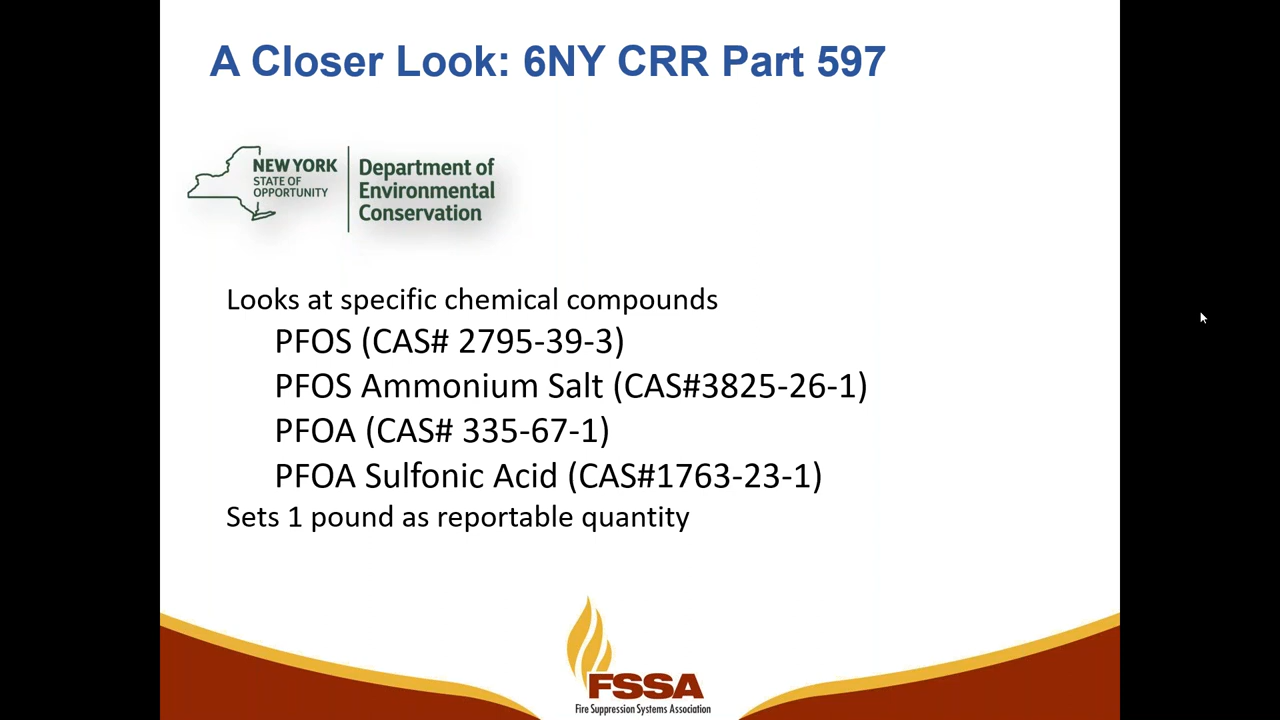 A Closer Look: 6NY CRR Part 597
NEW YORK
STATE OF
OPPORTUNITY
Department of
Environmental
Conservation
Looks at specific chemical compounds
PFOS (CAS# 2795-39-3)
PFOS Ammonium Salt (CAS#3825-26-1)
PFOA (CAS# 335-67-1)
PFOA Sulfonic Acid (CAS#1763-23-1)
Sets 1 pound as reportable quantity
FSSA
Fire Suppression Systems Association